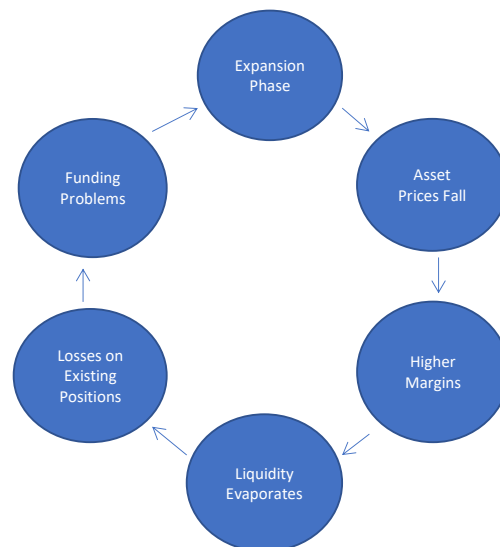 Expansion
Phase
Asset
Prices Fall
Higher
Margins
Liquidity
Evaporates
Losses on
Existing
Positions
Funding
Problems